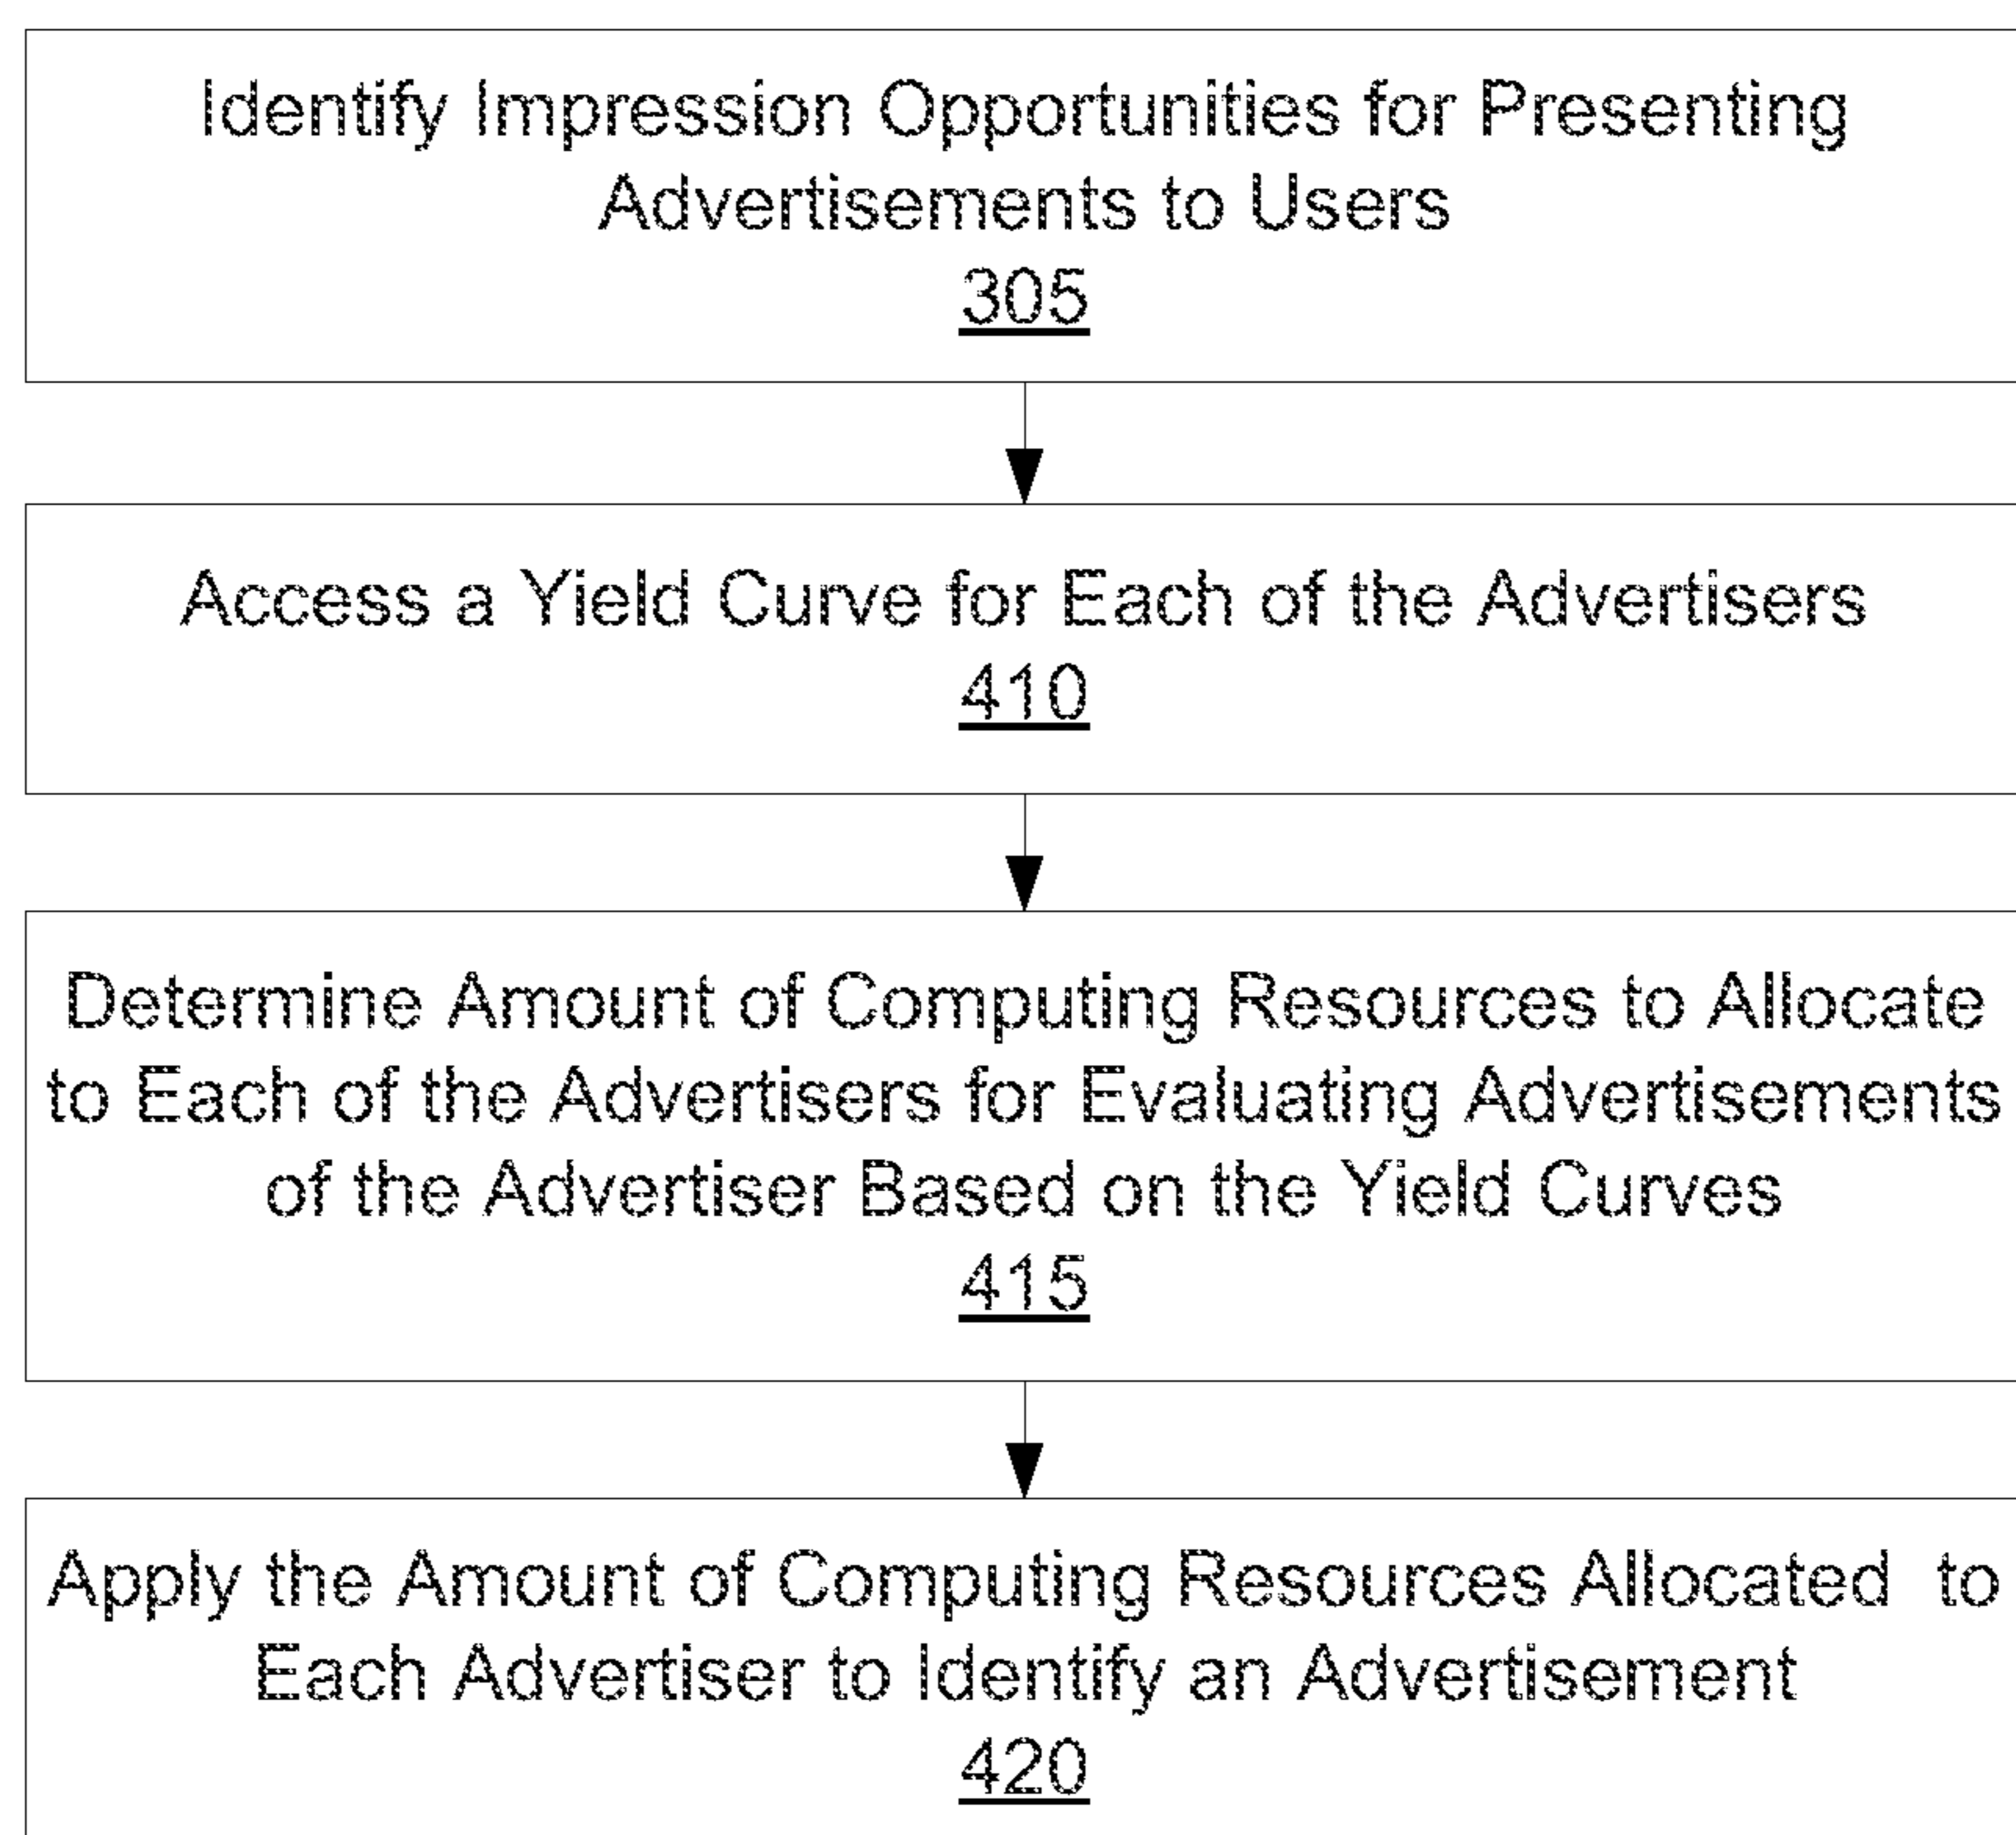 Identify Impression Opportunities for Presenting
Advertisements to Users
305
Access a Yield Curve for Each of the Advertisers
410
Determine Amount of Computing Resources to Allocate
to Each of the Advertisers for Evaluating Advertisements
of the Advertiser Based on the Yield Curves
415
Apply the Amount of Computing Resources Allocated  to
Each Advertiser to Identify an Advertisement
420